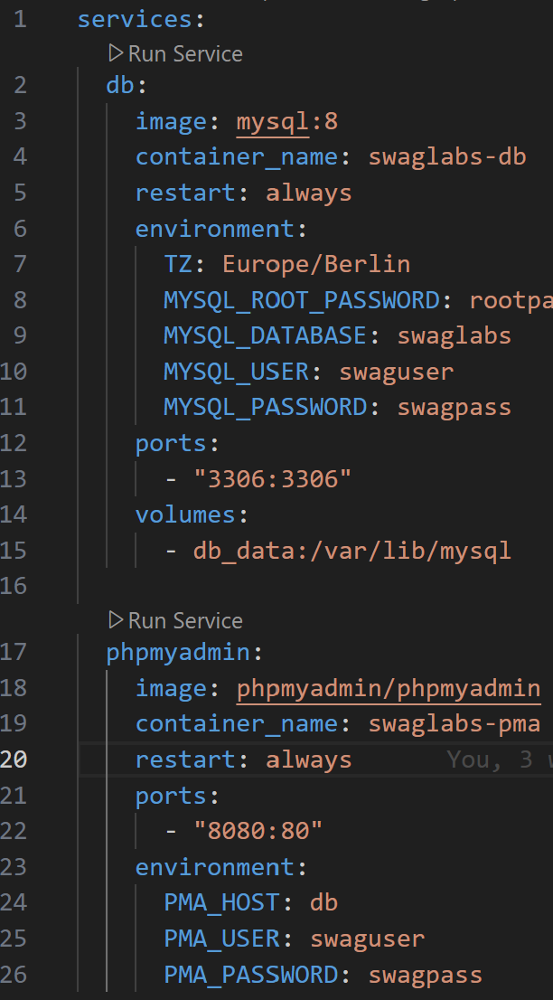 1 services:
Run Service
2 db:
3 image: mysql:8
4 container_name: swaglabs-db
5 restart: always
6 environment:
7 TZ: Europe/Berlin
8 MYSQL_ROOT_PASSWORD: rootpa
9 MYSQL_DATABASE: swaglabs
10 MYSQL_USER: swaguser
11 MYSQL_PASSWORD: swagpass
12 ports:
13 - "3306:3306"
14 volumes:
15 - db_data:/var/lib/mysql
16
Run Service
17 phpmyadmin:
18 image: phpmyadmin/phpmyadmin
19 container_name: swaglabs-pma
20 restart: always You, 3 w
21 ports:
22 - "8080:80"
23 environment:
24 PMA_HOST: db
25 PMA_USER: swaguser
26 PMA_PASSWORD: swagpass